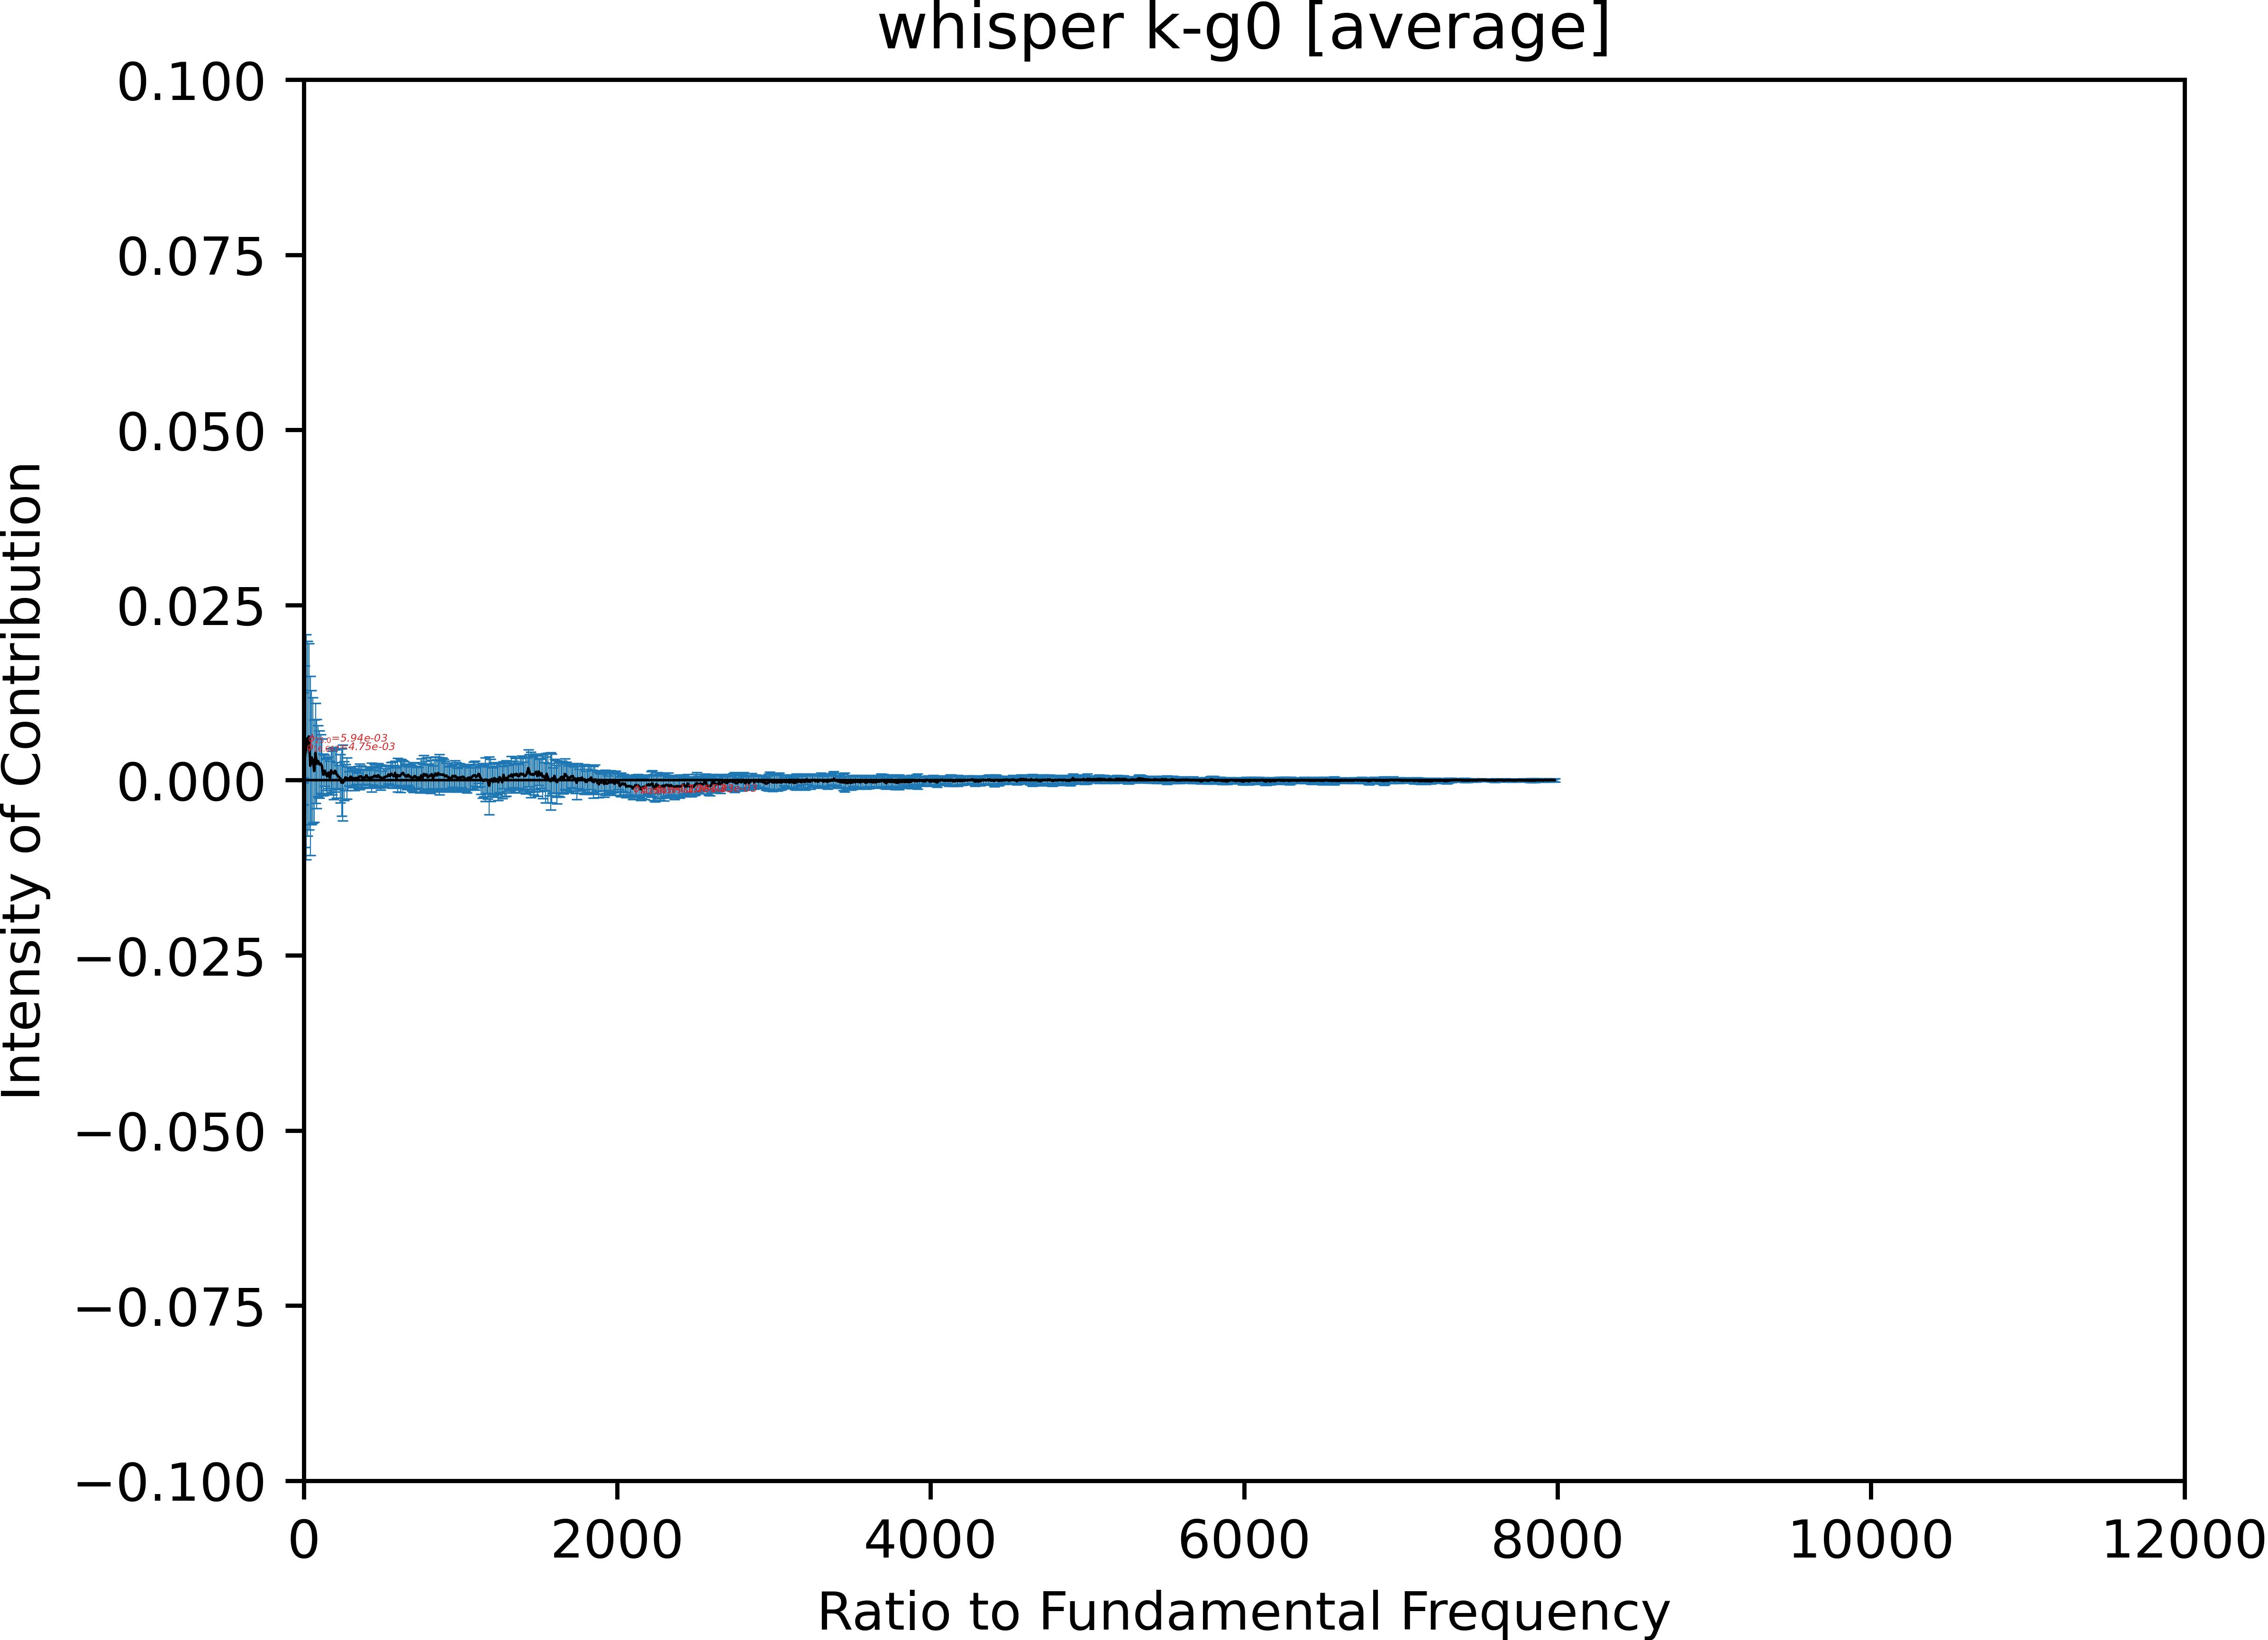 whisper k-g0 [average]
0.100
0.075
0.050
0.025
0.000
−0.025
−0.050
−0.075
−0.100
Intensity of Contribution
=5.94e-03
=4.75e-03
0 2000 4000 6000 8000 10000 12000
Ratio to Fundamental Frequency